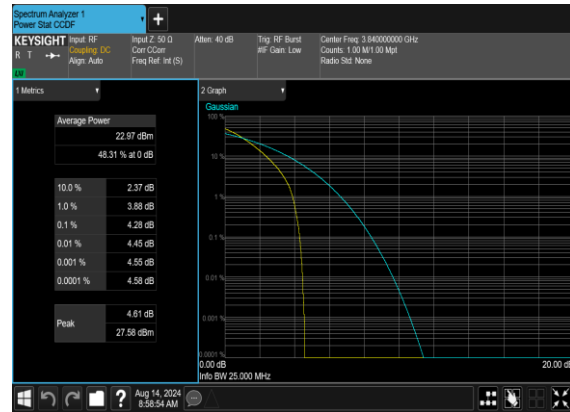 Spectrum Analyzer 1
Power Stat CCDF
+
KEYSIGHT
R T
LXI
Input: RF
Coupling: DC
Align: Auto
Input Z: 50 Ω
Corr CCorr
Freq Ref: Int (S)
Atten: 40 dB
Trig: RF Burst
#IF Gain: Low
Center Freq: 3.840000000 GHz
Counts: 1.00 M/1.00 Mpt
Radio Std: None
1 Metrics
Average Power
22.97 dBm
48.31 % at 0 dB
10.0 % 2.37 dB
1.0 % 3.88 dB
0.1 % 4.28 dB
0.01 % 4.45 dB
0.001 % 4.55 dB
0.0001 % 4.58 dB
Peak
4.61 dB
27.58 dBm
2 Graph
Gaussian
100 %
10 %
1 %
0.1 %
0.01 %
0.001 %
0.0001 %
0.00 dB 20.00 dB
Info BW 25.000 MHz
?
Aug 14, 2024
8:58:54 AM